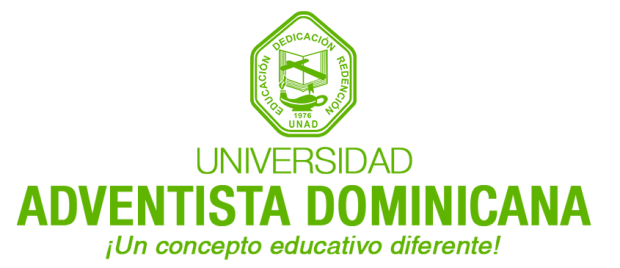 EDUCACIÓN DEDICACIÓN REDENCIÓN
1976
UNAD
UNIVERSIDAD
ADVENTISTA DOMINICANA
¡Un concepto educativo diferente!